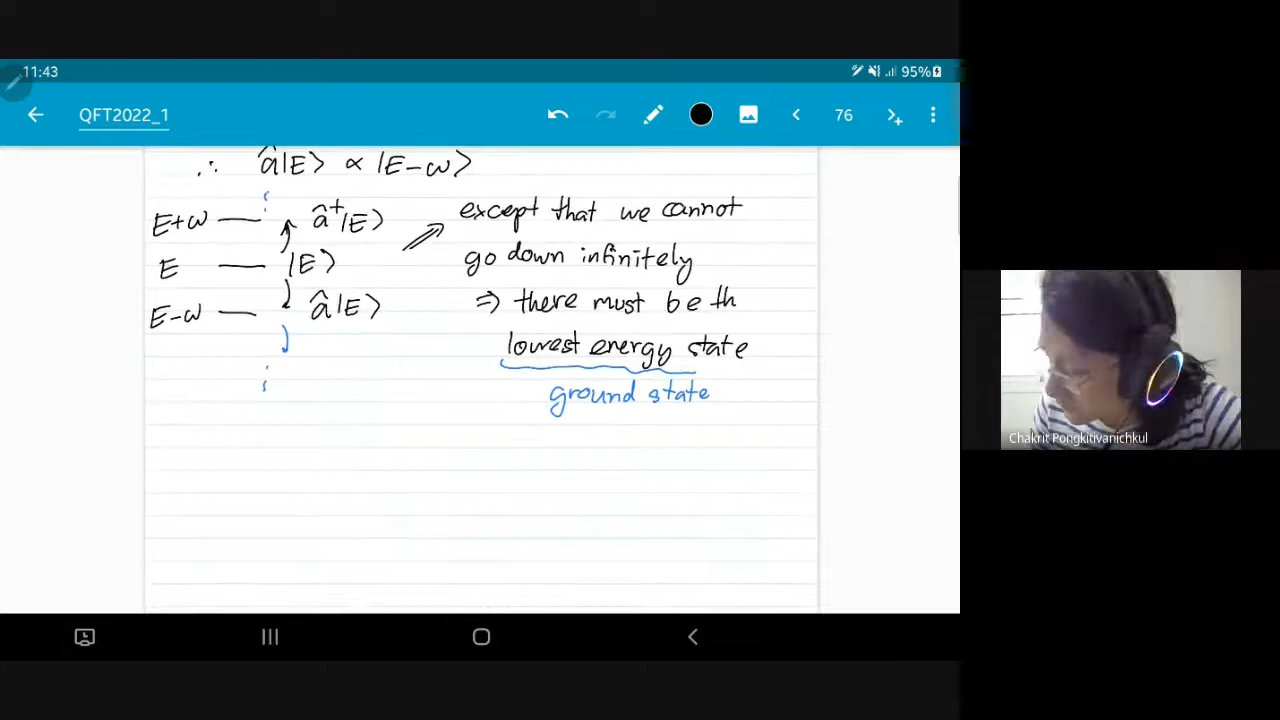 11:43
95%
QFT2022_1
76
∴ â|E⟩ ∝ |E-ω⟩
E+ω — â†|E⟩
E — |E⟩
E-ω — â|E⟩
except that we cannot
go down infinitely
⇒ there must be th
lowest energy state
ground state
Chakrit Pongkitivanichkul